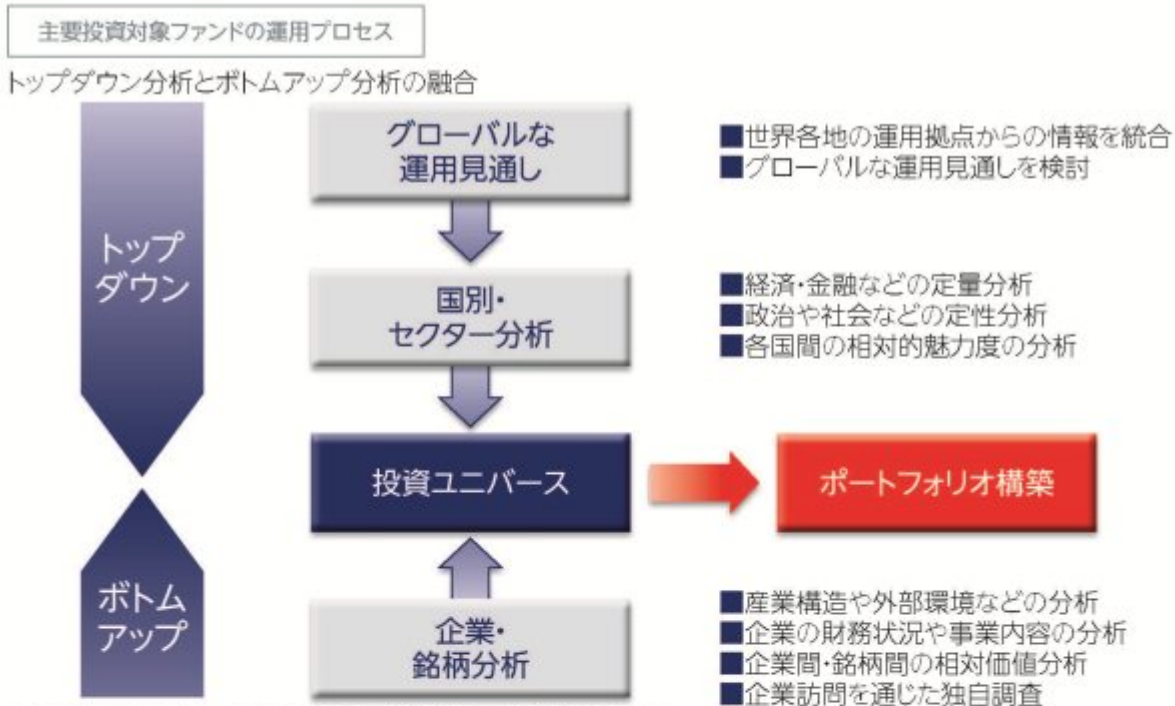 主要投資対象ファンドの運用プロセス
トップダウン分析とボトムアップ分析の融合
トップ
ダウン
グローバルな
運用見通し
■世界各地の運用拠点からの情報を統合
■グローバルな運用見通しを検討
国別・
セクター分析
■経済・金融などの定量分析
■政治や社会などの定性分析
■各国間の相対的魅力度の分析
投資ユニバース
ポートフォリオ構築
ボトム
アップ
企業・
銘柄分析
■産業構造や外部環境などの分析
■企業の財務状況や事業内容の分析
■企業間・銘柄間の相対価値分析
■企業訪問を通じた独自調査